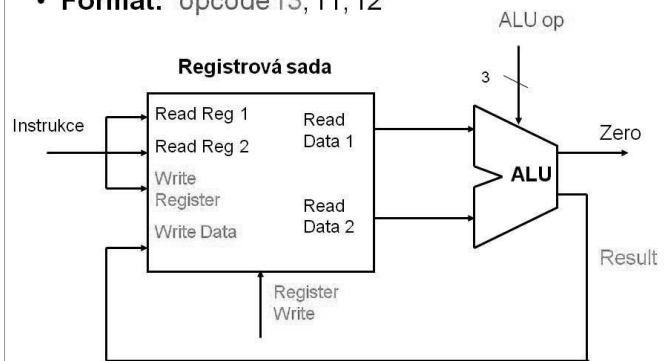 • Format: opcode r3, r1, r2
ALU op
3
Registrová sada
Instrukce
Read Reg 1
Read Reg 2
Write
Register
Write Data
Read
Data 1
Read
Data 2
Zero
ALU
Result
Register
Write